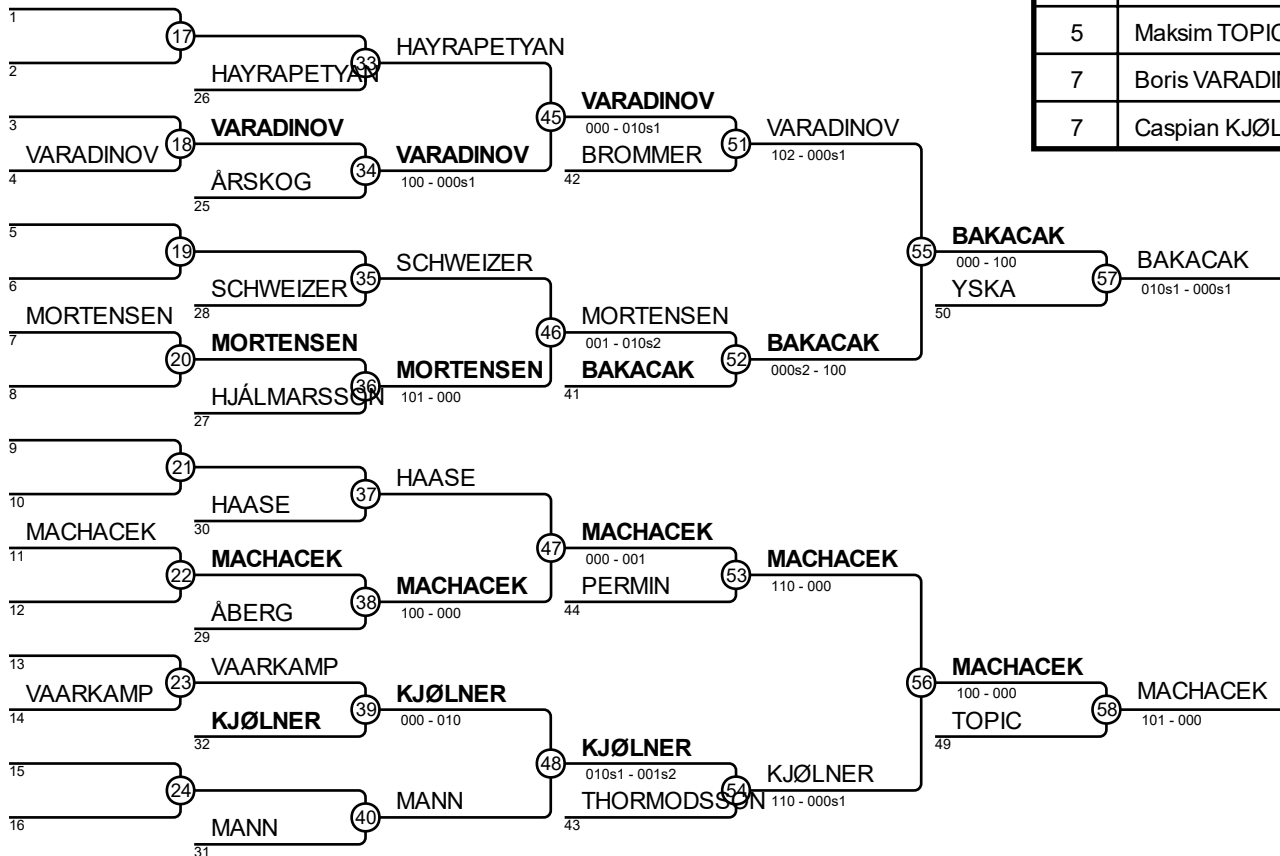 1
17
HAYRAPETYAN
5 Maksim TOPIC
2
HAYRAPETYAN
33
26
7 Boris VARADIN
3
VARADINOV
45
VARADINOV
000 - 010s1
VARADINOV
18
VARADINOV
51
102 - 000s1
7 Caspian KJØL
VARADINOV
BROMMER
4
ÅRSKOG
34
100 - 000s1
42
25
5
19
SCHWEIZER
55
BAKACAK
000 - 100
BAKACAK
6
SCHWEIZER
35
57
010s1 - 000s1
28
YSKA
50
MORTENSEN
7
MORTENSEN
46
MORTENSEN
001 - 010s2
BAKACAK
20
MORTENSEN
BAKACAK
52
000s2 - 100
8
HJÁLMARSSON
36
101 - 000
41
27
9
21
HAASE
10
HAASE
37
30
MACHACEK
11
MACHACEK
47
MACHACEK
000 - 001
MACHACEK
22
MACHACEK
PERMIN
53
110 - 000
12
ÅBERG
38
100 - 000
44
29
13
VAARKAMP
56
MACHACEK
100 - 000
MACHACEK
VAARKAMP
23
KJØLNER
58
101 - 000
14
KJØLNER
39
000 - 010
TOPIC
32
49
15
KJØLNER
48
010s1 - 001s2
KJØLNER
24
MANN
THORMODSSON
54
110 - 000s1
16
MANN
40
43
31